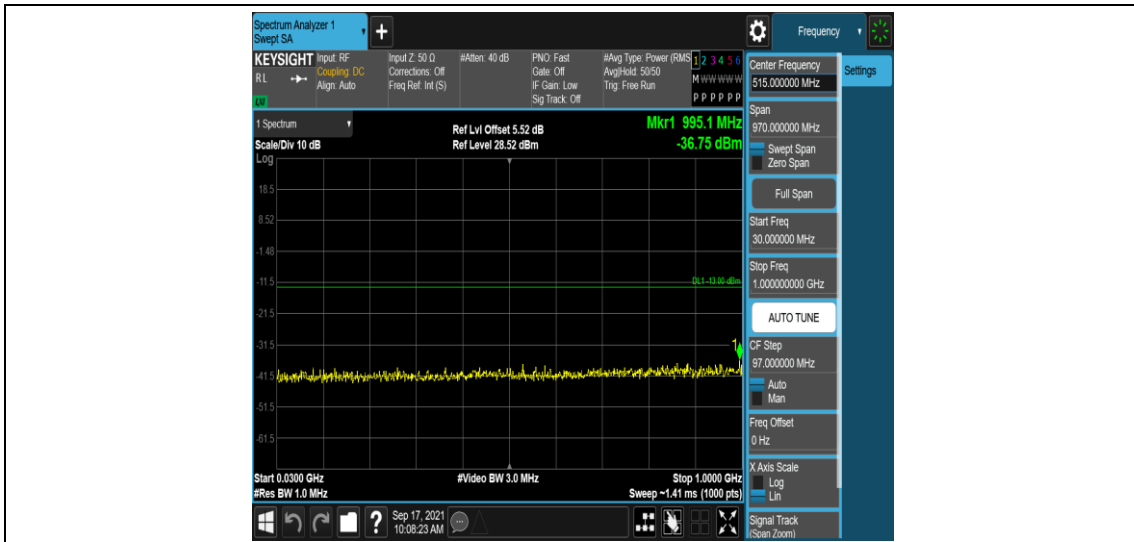 Spectrum Analyzer 1
Swept SA
+
Frequency
KEYSIGHT
RL
LXI
Input: RF
Coupling: DC
Align: Auto
Input Z: 50 Ω
Corrections: Off
Freq Ref: Int (S)
#Atten: 40 dB
PNO: Fast
Gate: Off
IF Gain: Low
Sig Track: Off
#Avg Type: Power (RMS
Avg|Hold: 50/50
Trig: Free Run
1 2 3 4 5 6
M W W W W W
P P P P P P
1 Spectrum
Scale/Div 10 dB
Log
Ref Lvl Offset 5.52 dB
Ref Level 28.52 dBm
Mkr1 995.1 MHz
-36.75 dBm
18.5
8.52
-1.48
-11.5
DL1 -13.00 dBm
-21.5
-31.5
1
-41.5
-51.5
-61.5
Start 0.0300 GHz
#Res BW 1.0 MHz
#Video BW 3.0 MHz
Stop 1.0000 GHz
Sweep ~1.41 ms (1000 pts)
?
Sep 17, 2021
10:08:23 AM
Center Frequency
515.000000 MHz
Settings
Span
970.000000 MHz
Swept Span
Zero Span
Full Span
Start Freq
30.000000 MHz
Stop Freq
1.000000000 GHz
AUTO TUNE
CF Step
97.000000 MHz
Auto
Man
Freq Offset
0 Hz
X Axis Scale
Log
Lin
Signal Track
(Span Zoom)